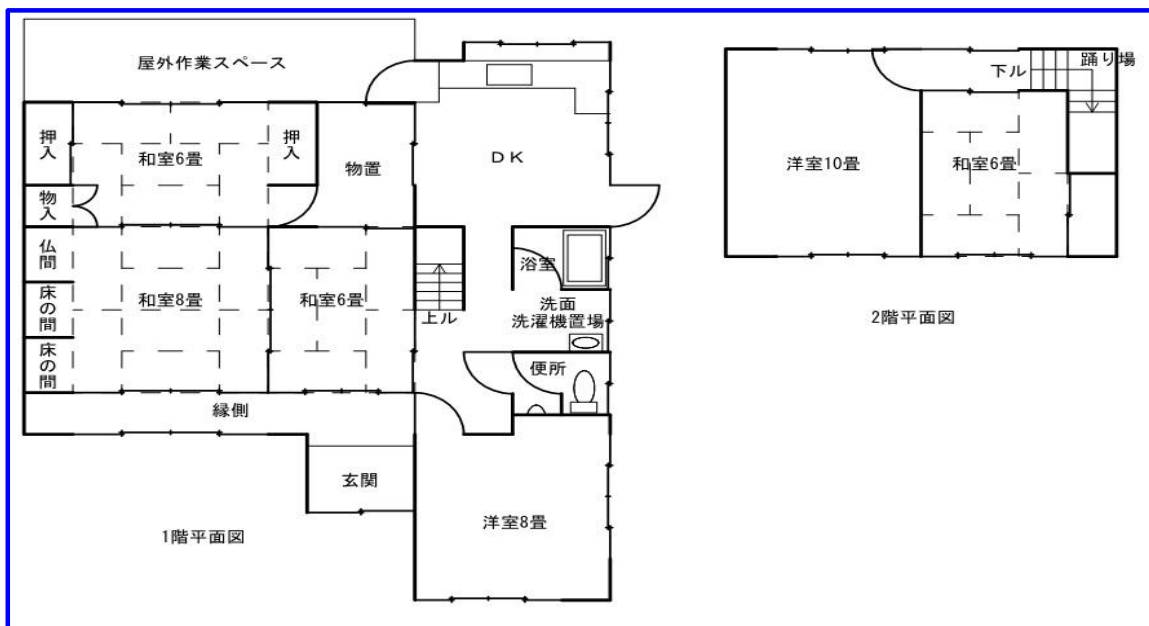 屋外作業スペース
押入
和室6畳
押入
物置
DK
物入
仏間
床の間
床の間
和室8畳
和室6畳
上ル
浴室
洗面
洗濯機置場
便所
縁側
玄関
洋室8畳
1階平面図
踊り場
下ル
洋室10畳
和室6畳
2階平面図